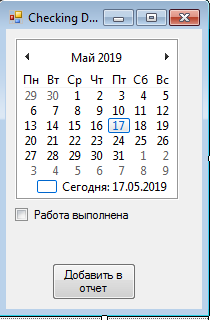 Checking D...
Май 2019
Пн Вт Ср Чт Пт Сб Вс
29 30 1 2 3 4 5
6 7 8 9 10 11 12
13 14 15 16 17 18 19
20 21 22 23 24 25 26
27 28 29 30 31 1 2
3 4 5 6 7 8 9
Сегодня: 17.05.2019
Работа выполнена
Добавить в
отчет